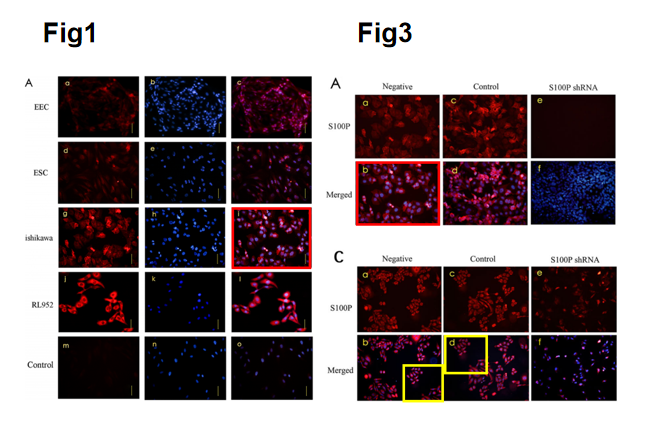 Fig1
Fig3
A
a b c
EEC
d e f
ESC
g h i
ishikawa
j k l
RL952
m n o
Control
A
Negative Control S100P shRNA
a c e
S100P
b d f
Merged
C
Negative Control S100P shRNA
a c e
S100P
b d f
Merged